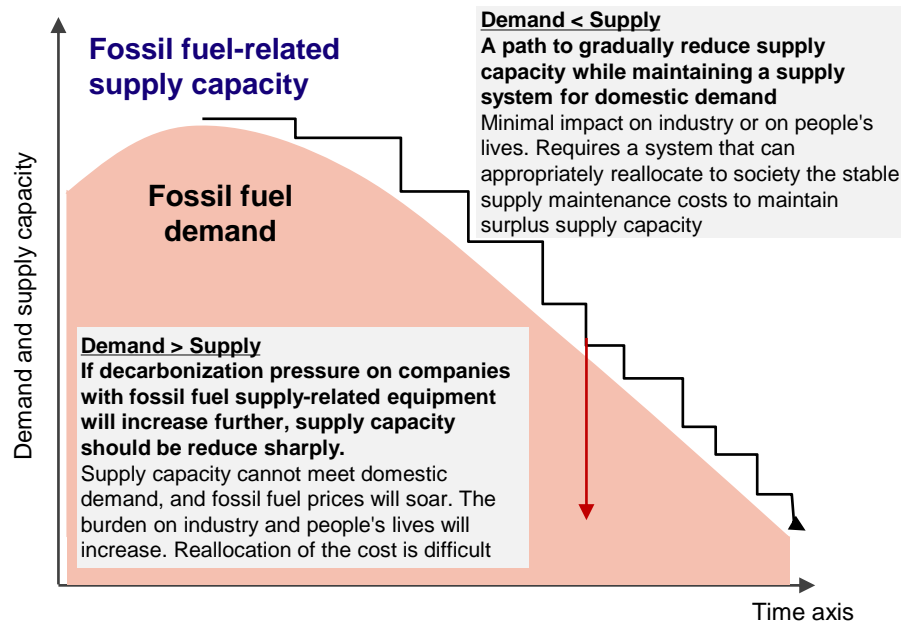 Fossil fuel-related
supply capacity
Demand < Supply
A path to gradually reduce supply
capacity while maintaining a supply
system for domestic demand
Minimal impact on industry or on people's
lives. Requires a system that can
appropriately reallocate to society the stable
supply maintenance costs to maintain
surplus supply capacity
Fossil fuel
demand
Demand and supply capacity
Demand > Supply
If decarbonization pressure on companies
with fossil fuel supply-related equipment
will increase further, supply capacity
should be reduce sharply.
Supply capacity cannot meet domestic
demand, and fossil fuel prices will soar. The
burden on industry and people's lives will
increase. Reallocation of the cost is difficult
Time axis